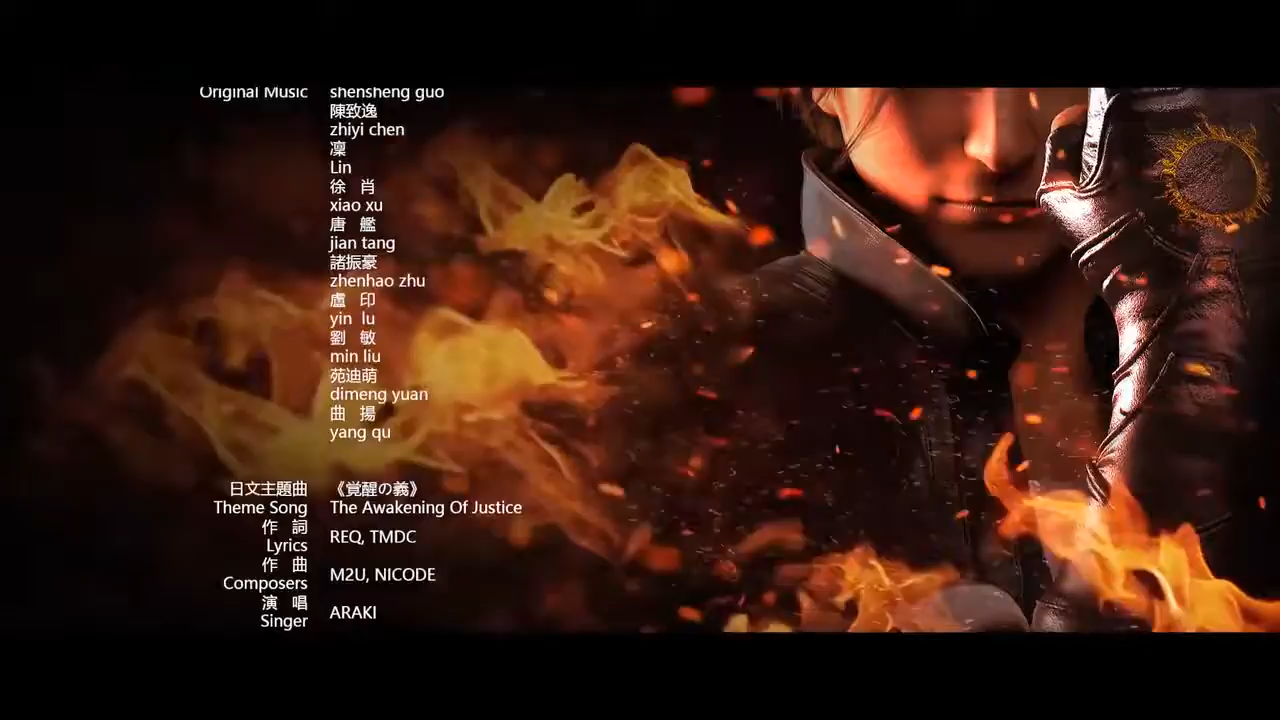 Original Music shensheng guo
陳致逸
zhiyi chen
凜
Lin
徐 肖
xiao xu
唐 艦
jian tang
諸振豪
zhenhao zhu
盧 印
yin lu
劉 敏
min liu
苑迪萌
dimeng yuan
曲 揚
yang qu
日文主題曲 《覚醒の義》
Theme Song The Awakening Of Justice
作 詞
Lyrics
REQ, TMDC
作 曲
Composers
M2U, NICODE
演 唱
Singer
ARAKI